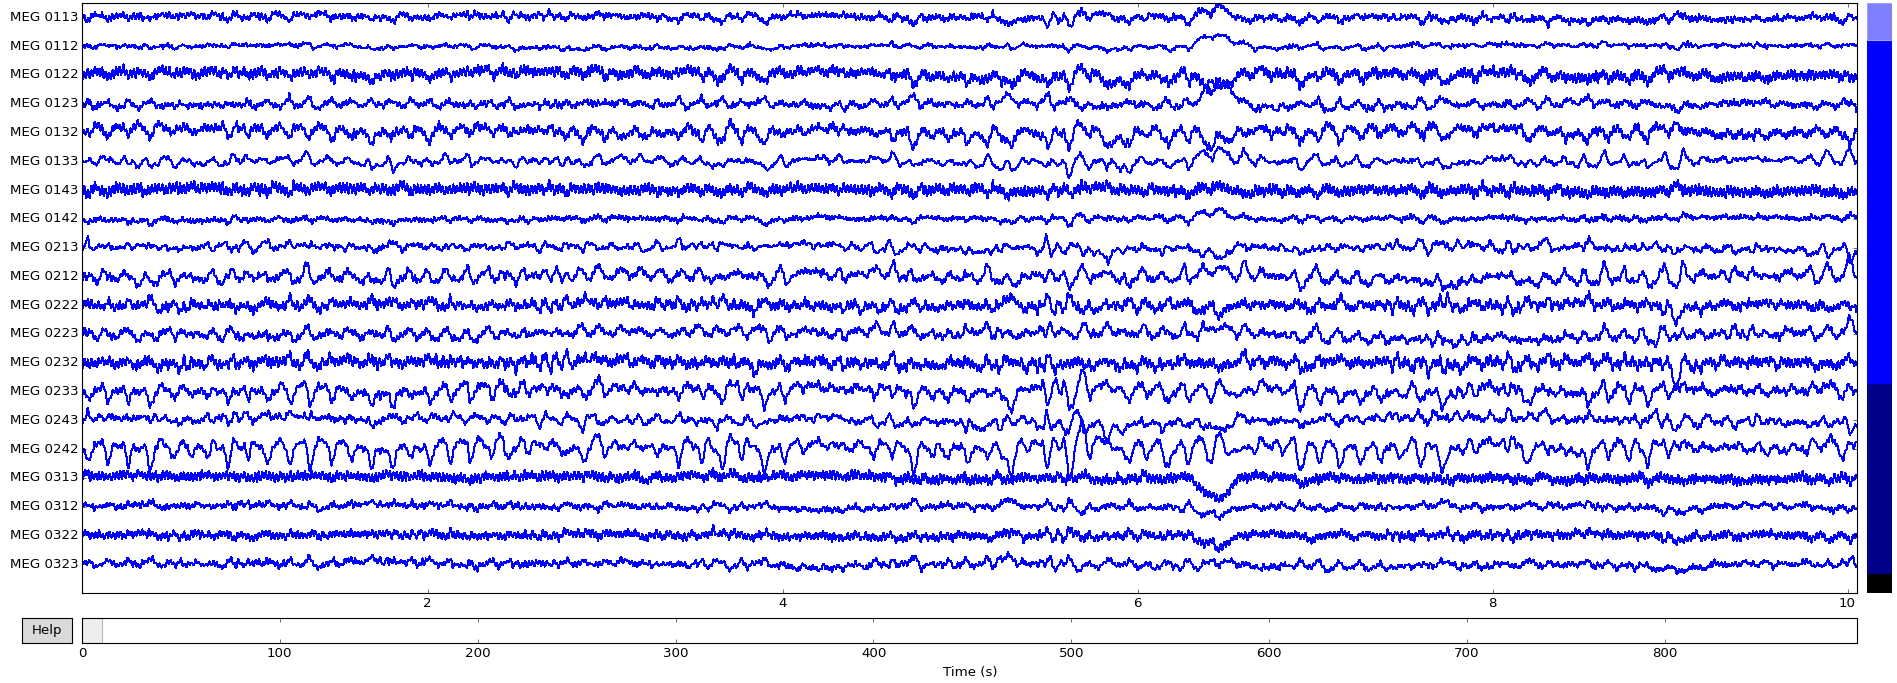 MEG 0113
MEG 0112
MEG 0122
MEG 0123
MEG 0132
MEG 0133
MEG 0143
MEG 0142
MEG 0213
MEG 0212
MEG 0222
MEG 0223
MEG 0232
MEG 0233
MEG 0243
MEG 0242
MEG 0313
MEG 0312
MEG 0322
MEG 0323
2 4 6 8 10
Help
0 100 200 300 400 500 600 700 800
Time (s)